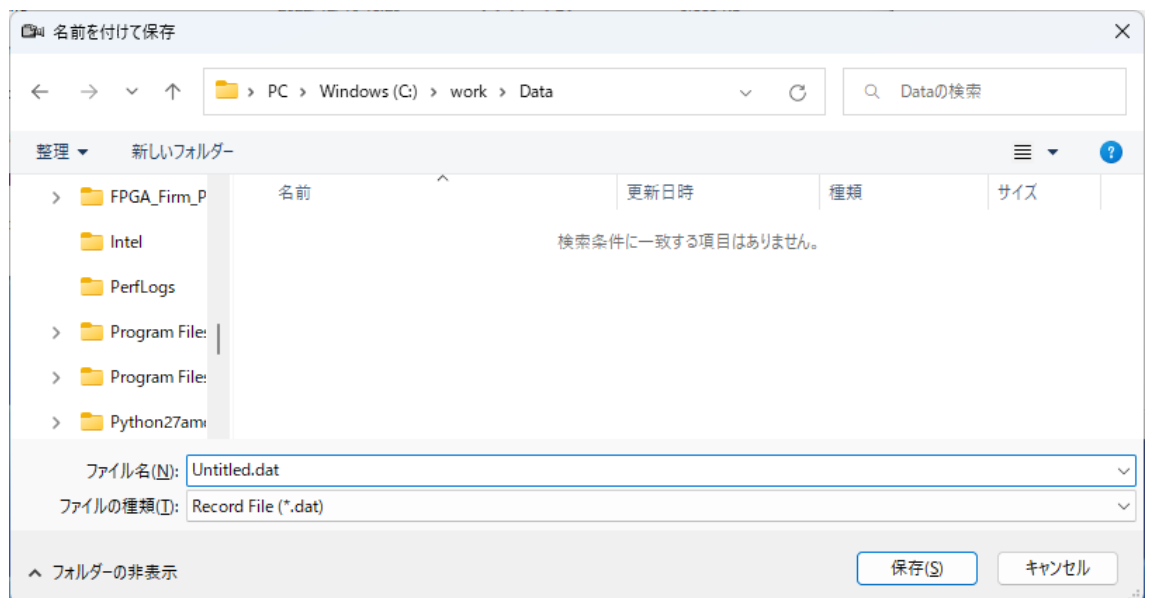 名前を付けて保存
PC > Windows (C:) > work > Data
Dataの検索
整理 新しいフォルダー
名前 更新日時 種類 サイズ
FPGA_Firm_P
検索条件に一致する項目はありません。
Intel
PerfLogs
Program Files
Program Files
Python27am
ファイル名(N): Untitled.dat
ファイルの種類(T): Record File (*.dat)
フォルダーの非表示 保存(S) キャンセル